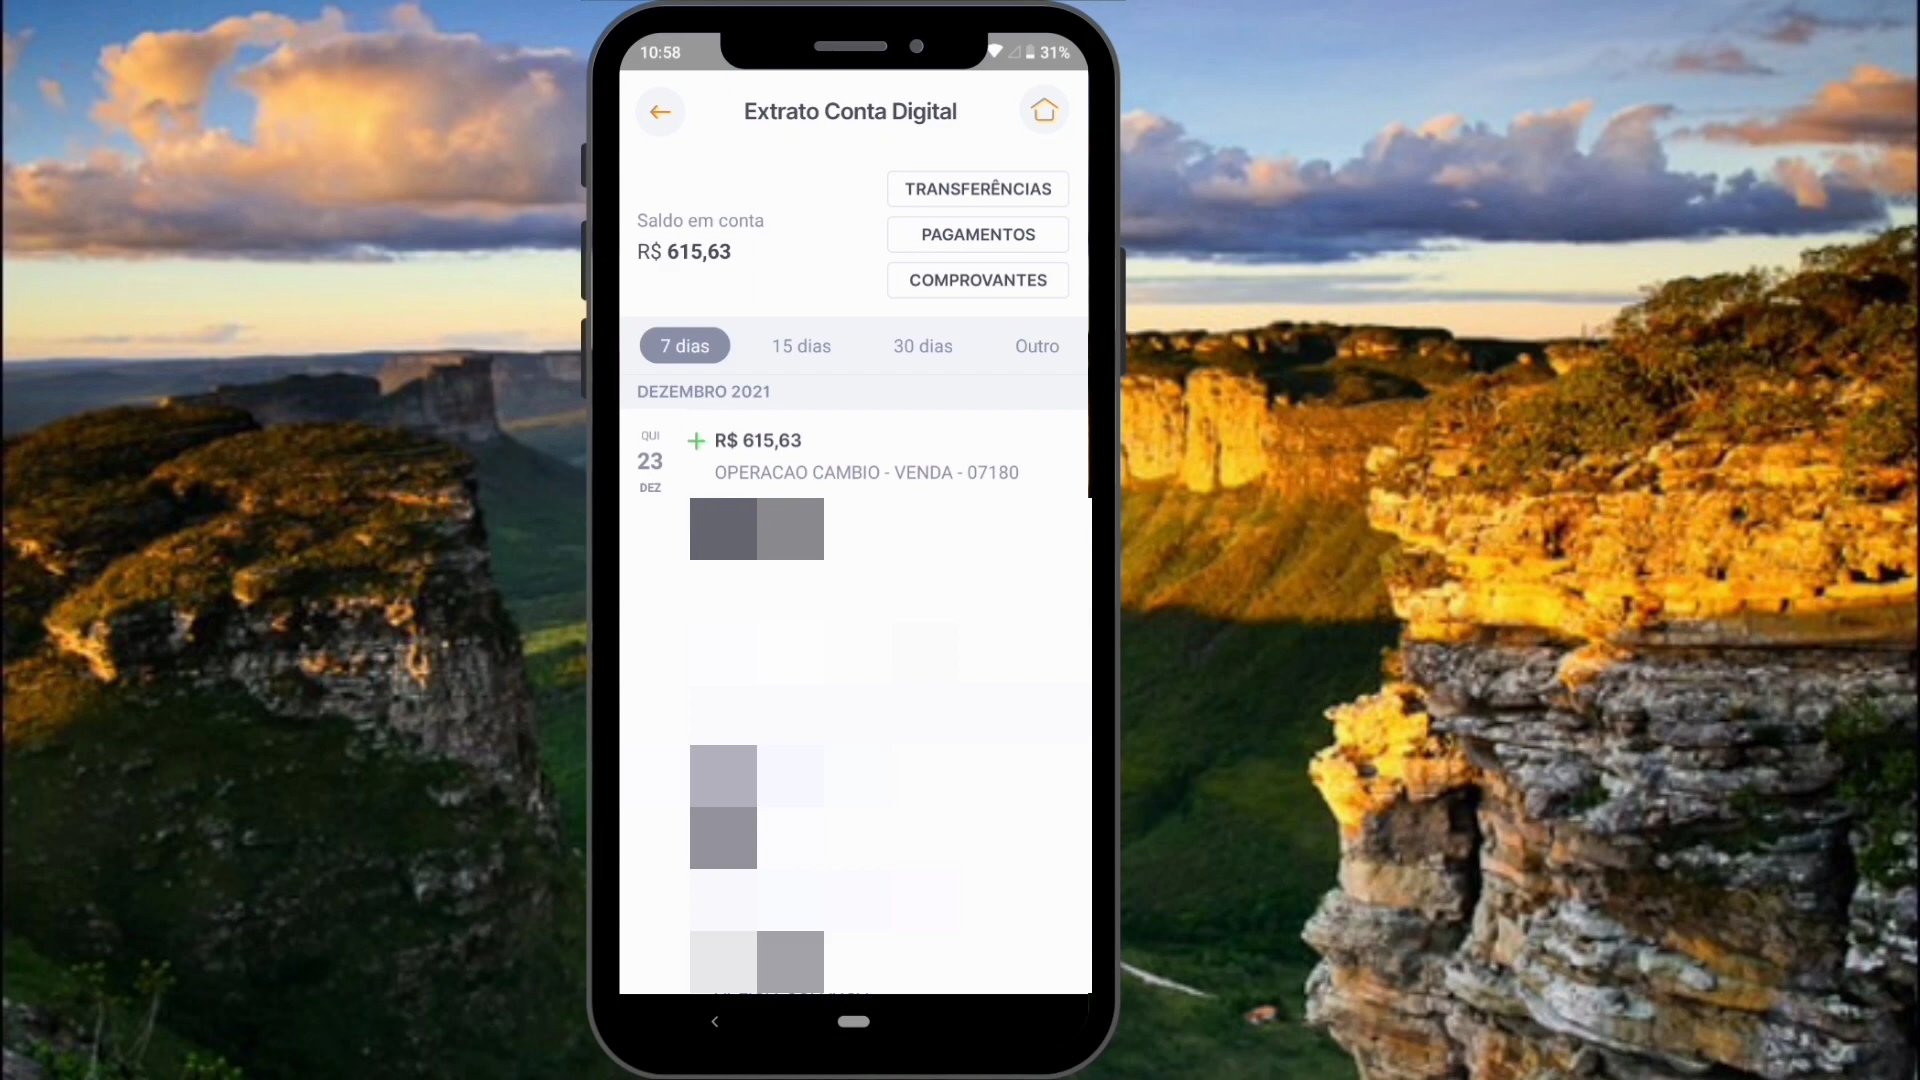 10:58
31%
Extrato Conta Digital
TRANSFERÊNCIAS
Saldo em conta
R$ 615,63
PAGAMENTOS
COMPROVANTES
7 dias
15 dias
30 dias
Outro
DEZEMBRO 2021
QUI
23
DEZ
+ R$ 615,63
OPERACAO CAMBIO - VENDA - 07180